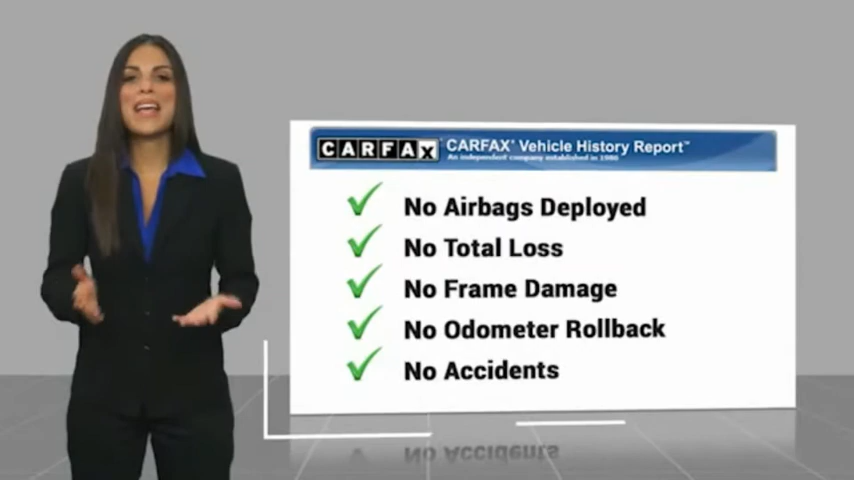 CARFAX CARFAX® Vehicle History Report™
An independent company established in 1986
No Airbags Deployed
No Total Loss
No Frame Damage
No Odometer Rollback
No Accidents
No Accidents